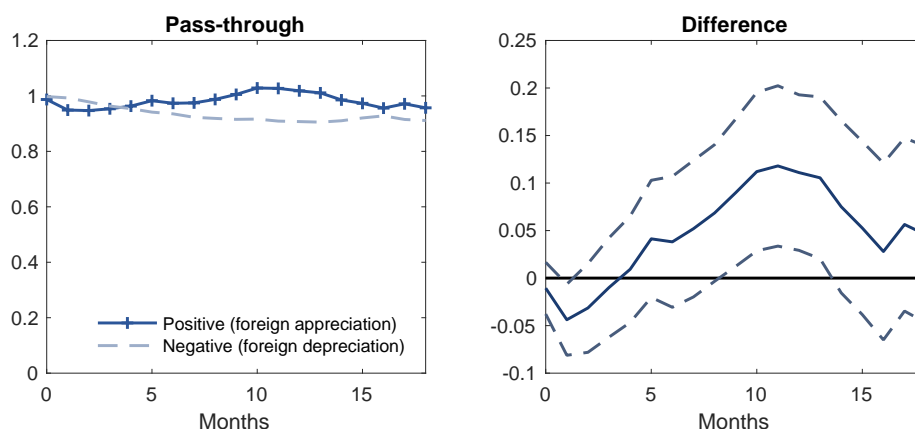 Pass-through
1.2
1
0.8
0.6
0.4
0.2
0
Positive (foreign appreciation)
Negative (foreign depreciation)
0 5 10 15
Months
Difference
0.25
0.2
0.15
0.1
0.05
0
-0.05
-0.1
0 5 10 15
Months